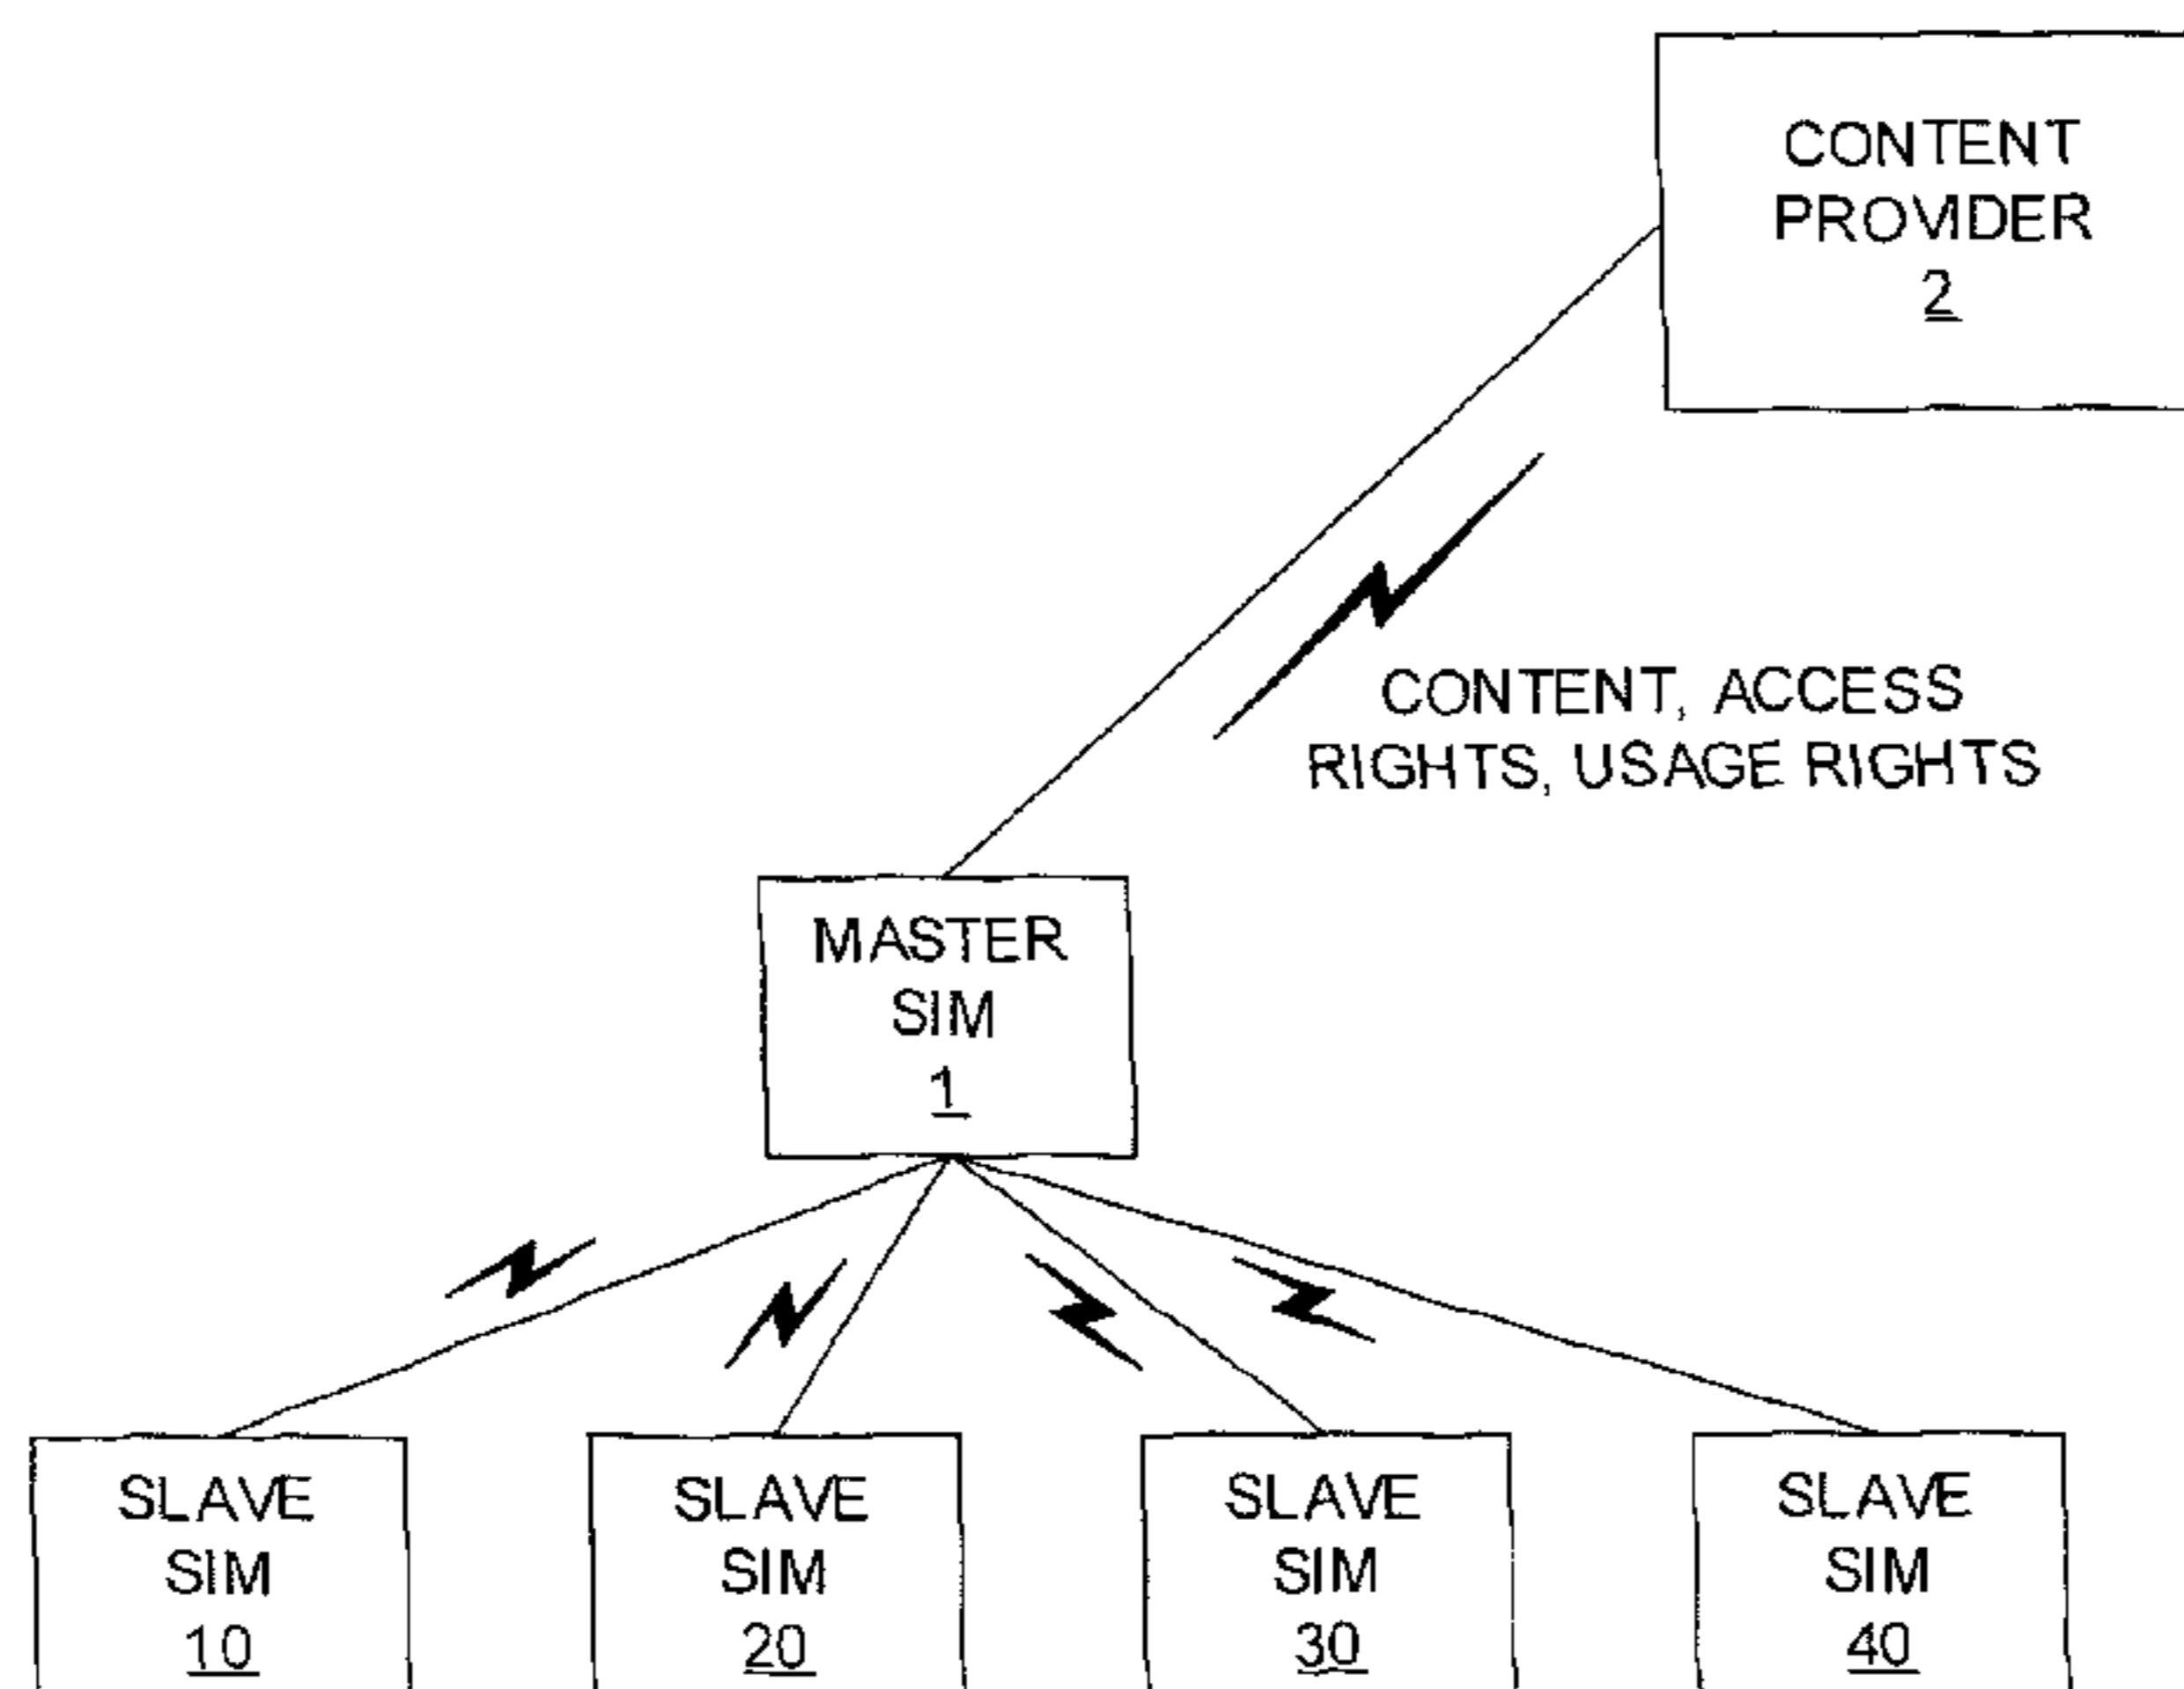 CONTENT
PROVIDER
2
CONTENT, ACCESS
RIGHTS, USAGE RIGHTS
MASTER
SIM
1
SLAVE
SIM
10
SLAVE
SIM
20
SLAVE
SIM
30
SLAVE
SIM
40